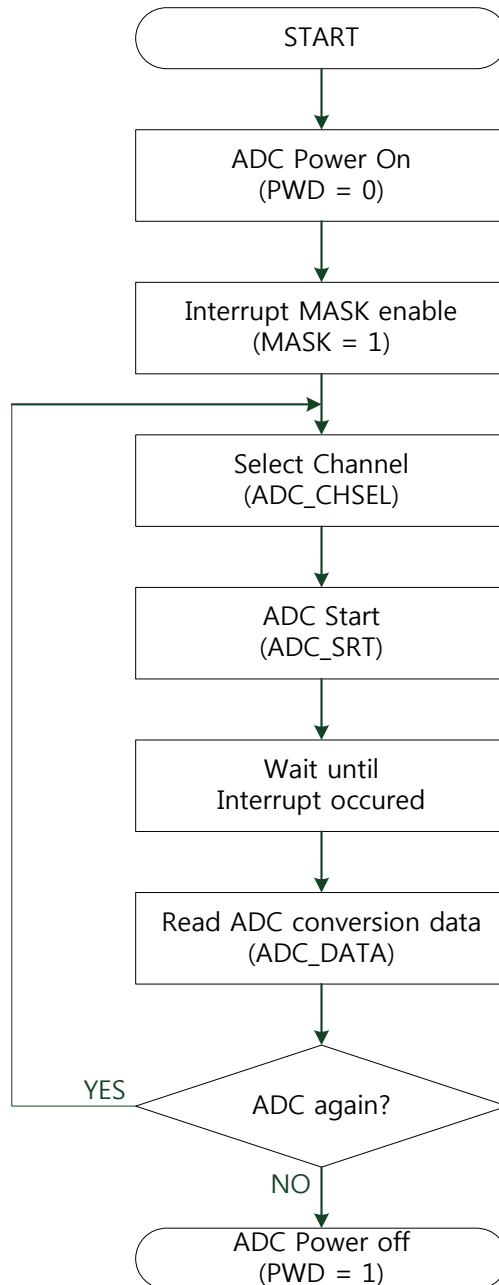 START
ADC Power On
(PWD = 0)
Interrupt MASK enable
(MASK = 1)
Select Channel
(ADC_CHSEL)
ADC Start
(ADC_SRT)
Wait until
Interrupt occured
Read ADC conversion data
(ADC_DATA)
YES
ADC again?
NO
ADC Power off
(PWD = 1)